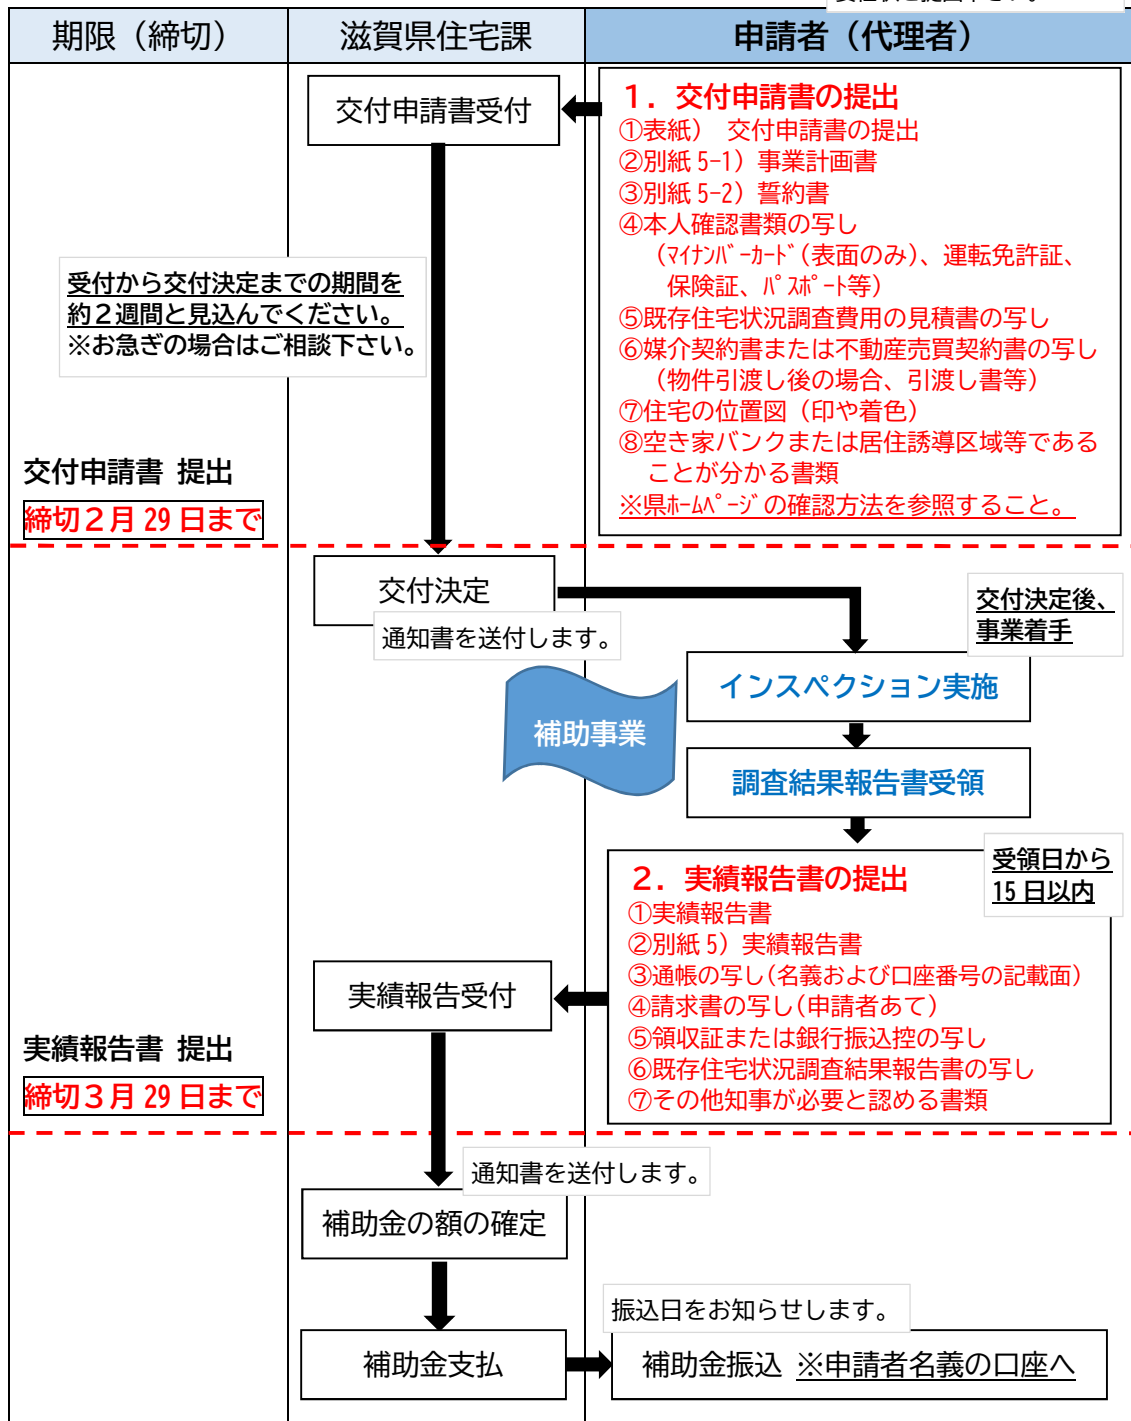 期限（締切）
滋賀県住宅課
申請者（代理者）
交付申請書受付
１．交付申請書の提出
①表紙） 交付申請書の提出
②別紙 5-1）事業計画書
③別紙 5-2）誓約書
④本人確認書類の写し
（ﾏｲﾅﾝﾊﾞｰｶｰﾄﾞ(表面のみ)、運転免許証、
保険証、ﾊﾟｽﾎﾟｰﾄ等）
⑤既存住宅状況調査費用の見積書の写し
⑥媒介契約書または不動産売買契約書の写し
（物件引渡し後の場合、引渡し書等）
⑦住宅の位置図（印や着色）
⑧空き家バンクまたは居住誘導区域等である
ことが分かる書類
※県ﾎｰﾑﾍﾟｰｼﾞの確認方法を参照すること。
受付から交付決定までの期間を
約２週間と見込んでください。
※お急ぎの場合はご相談下さい。
交付申請書 提出
締切２月 29 日まで
交付決定
通知書を送付します。
交付決定後、
事業着手
インスペクション実施
補助事業
調査結果報告書受領
受領日から
15 日以内
２．実績報告書の提出
①実績報告書
②別紙 5）実績報告書
③通帳の写し(名義および口座番号の記載面)
④請求書の写し(申請者あて)
⑤領収証または銀行振込控の写し
⑥既存住宅状況調査結果報告書の写し
⑦その他知事が必要と認める書類
実績報告受付
実績報告書 提出
締切３月 29 日まで
通知書を送付します。
補助金の額の確定
振込日をお知らせします。
補助金支払
補助金振込 ※申請者名義の口座へ